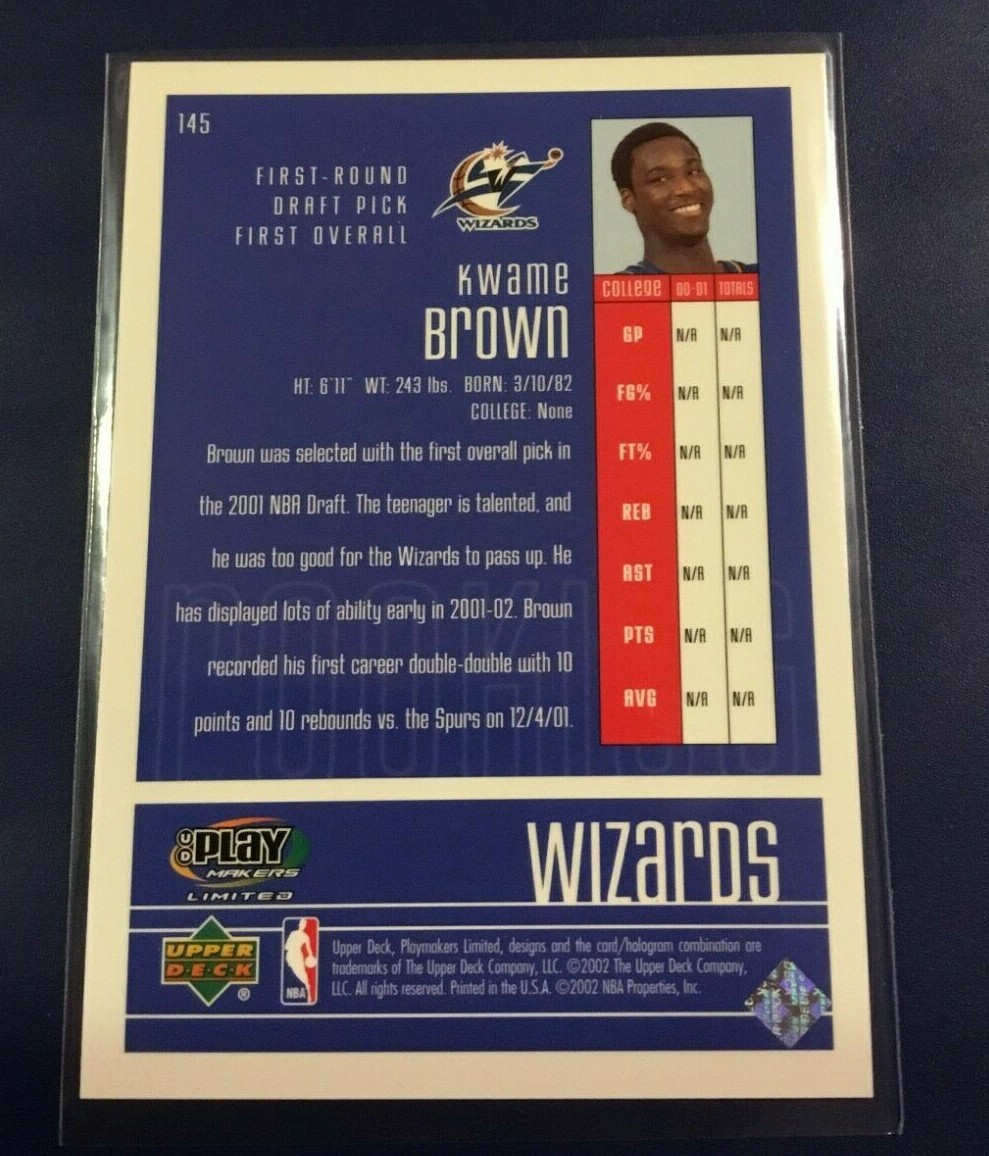 145
FIRST-ROUND
DRAFT PICK
FIRST OVERALL
WIZARDS
KWAME
BROWN
HT: 6'11" WT: 243 lbs. BORN: 3/10/82
COLLEGE: None
Brown was selected with the first overall pick in
the 2001 NBA Draft. The teenager is talented, and
he was too good for the Wizards to pass up. He
has displayed lots of ability early in 2001-02. Brown
recorded his first career double-double with 10
points and 10 rebounds vs. the Spurs on 12/4/01.
COLLEGE 00-01 TOTALS
GP N/A N/A
FG% N/A N/A
FT% N/A N/A
REB N/A N/A
AST N/A N/A
PTS N/A N/A
AVG N/A N/A
UD PLAY
MAKERS
LIMITED
WIZARDS
UPPER
DECK
®
NBA
Upper Deck, Playmakers Limited, designs and the card/hologram combination are
trademarks of The Upper Deck Company, LLC. ©2002 The Upper Deck Company,
LLC. All rights reserved. Printed in the U.S.A. ©2002 NBA Properties, Inc.